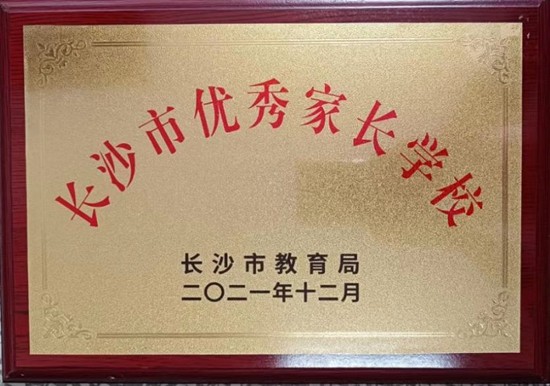 长沙市优秀家长学校
长沙市教育局
二〇二一年十二月